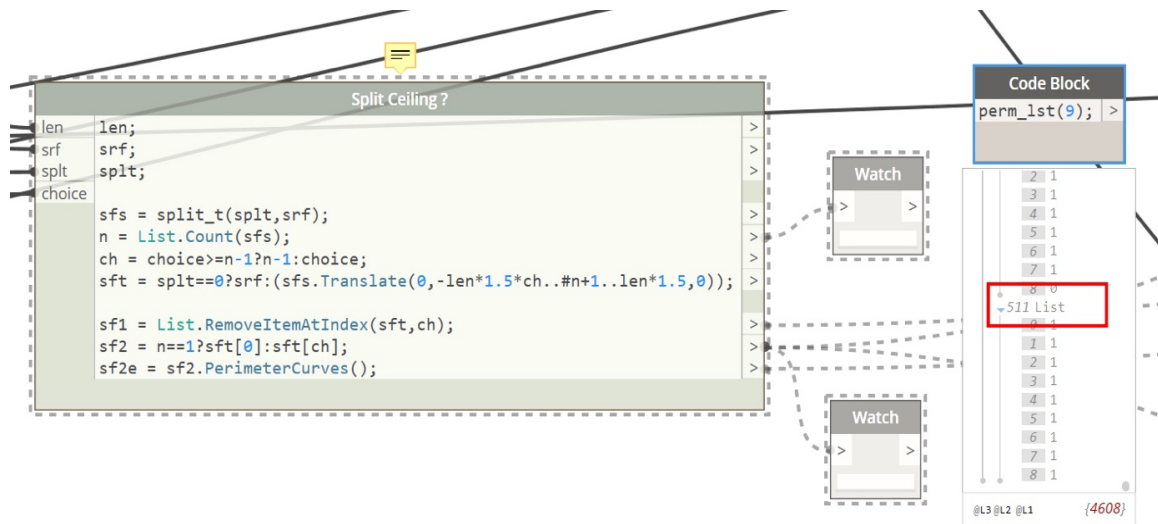 Split Ceiling ?
len
srf
splt
choice
len;
srf;
splt;
sfs = split_t(splt,srf);
n = List.Count(sfs);
ch = choice>=n-1?n-1:choice;
sft = splt==0?srf:(sfs.Translate(0,-len*1.5*ch..#n+1..len*1.5,0));
sf1 = List.RemoveItemAtIndex(sft,ch);
sf2 = n==1?sft[0]:sft[ch];
sf2e = sf2.PerimeterCurves();
>
>
>
>
>
>
>
>
>
>
Watch
> >
Watch
> >
Code Block
perm_lst(9); >
2 1
3 1
4 1
5 1
6 1
7 1
8 0
511 List
0 1
1 1
2 1
3 1
4 1
5 1
6 1
7 1
8 1
@L3 @L2 @L1 {4608}